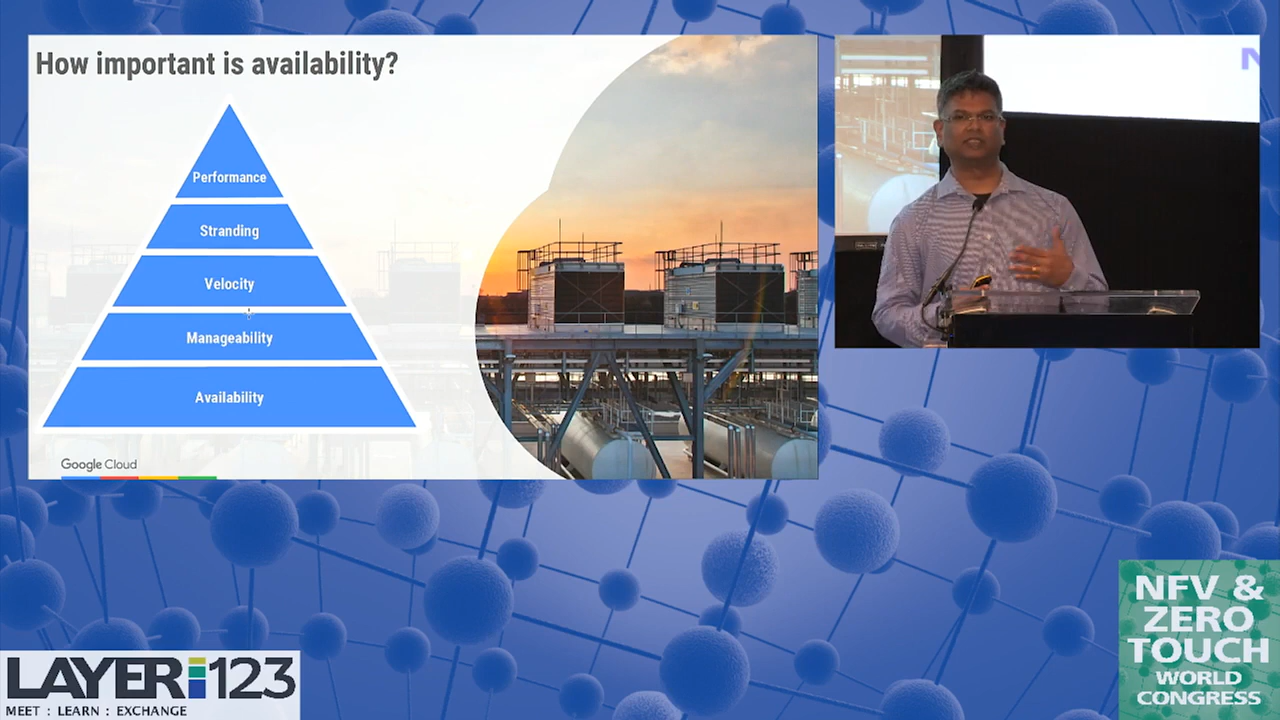 How important is availability?
Performance
Stranding
Velocity
Manageability
Availability
Google Cloud
LAYER123
MEET : LEARN : EXCHANGE
NFV &
ZERO
TOUCH
WORLD
CONGRESS